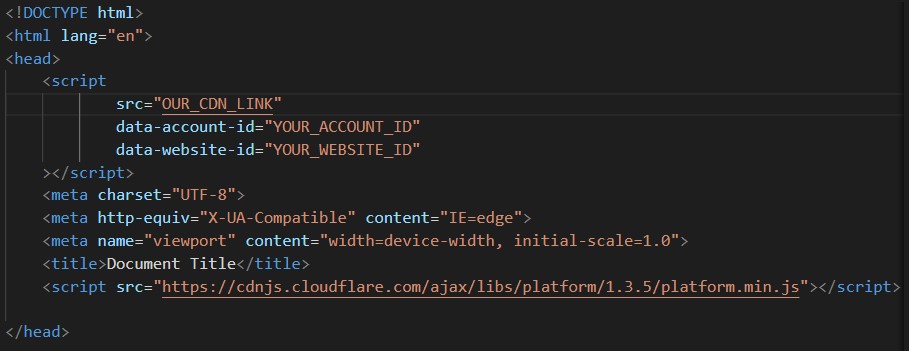 <!DOCTYPE html>
<html lang="en">
<head>
    <script
            src="OUR_CDN_LINK"
            data-account-id="YOUR_ACCOUNT_ID"
            data-website-id="YOUR_WEBSITE_ID"
    ></script>
    <meta charset="UTF-8">
    <meta http-equiv="X-UA-Compatible" content="IE=edge">
    <meta name="viewport" content="width=device-width, initial-scale=1.0">
    <title>Document Title</title>
    <script src="https://cdnjs.cloudflare.com/ajax/libs/platform/1.3.5/platform.min.js"></script>
</head>